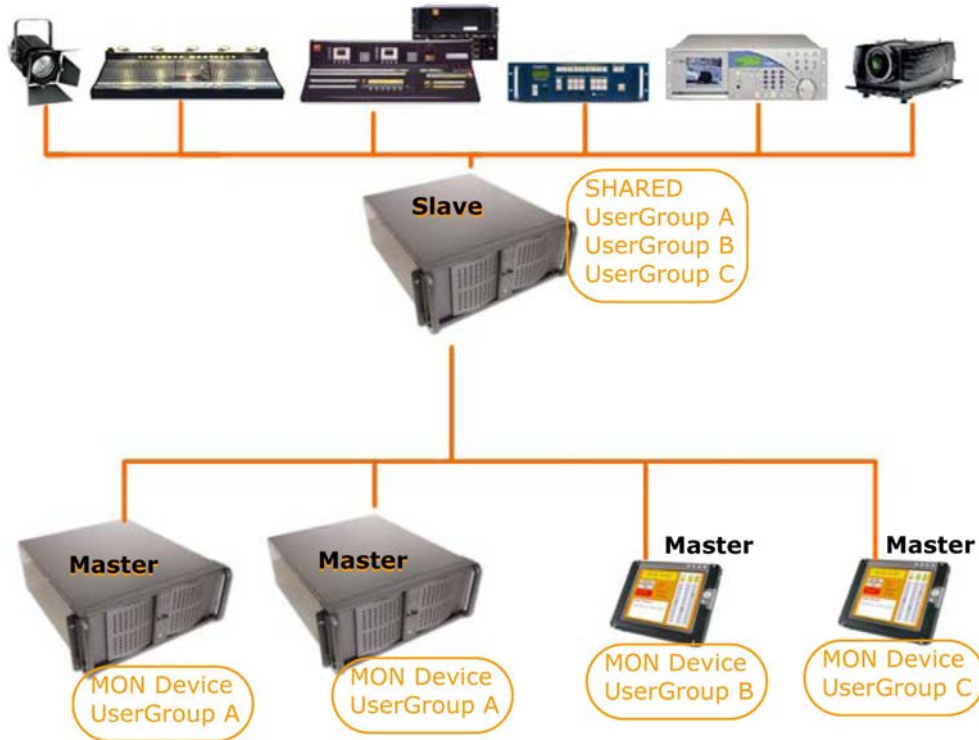 Slave
SHARED
UserGroup A
UserGroup B
UserGroup C
Master
Master
Master
Master
MON Device
UserGroup A
MON Device
UserGroup A
MON Device
UserGroup B
MON Device
UserGroup C